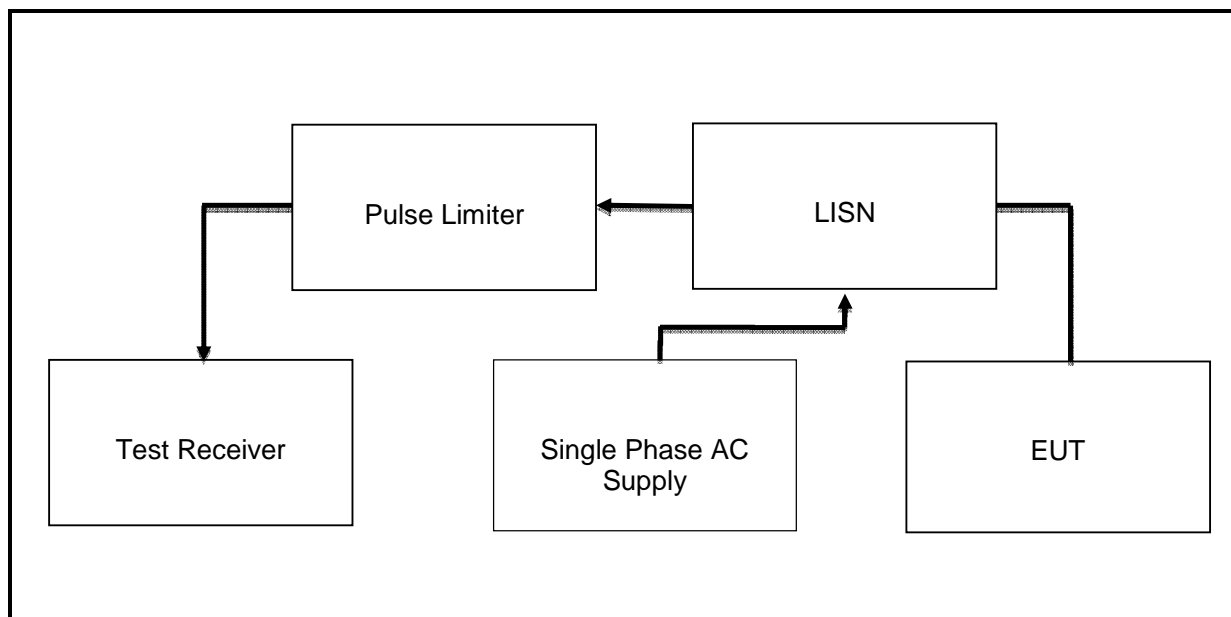 Pulse Limiter
LISN
Test Receiver
Single Phase AC
Supply
EUT